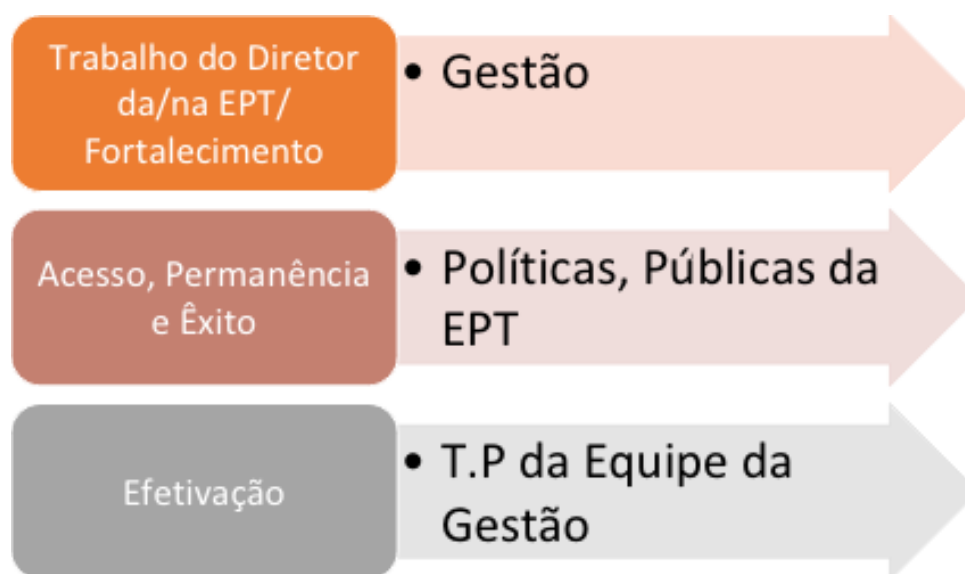 Trabalho do Diretor
da/na EPT/
Fortalecimento
• Gestão
Acesso, Permanência
e Êxito
• Políticas, Públicas da
EPT
Efetivação
• T.P da Equipe da
Gestão